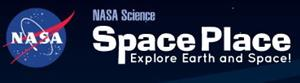 NASA
NASA Science
Space Place
Explore Earth and Space!